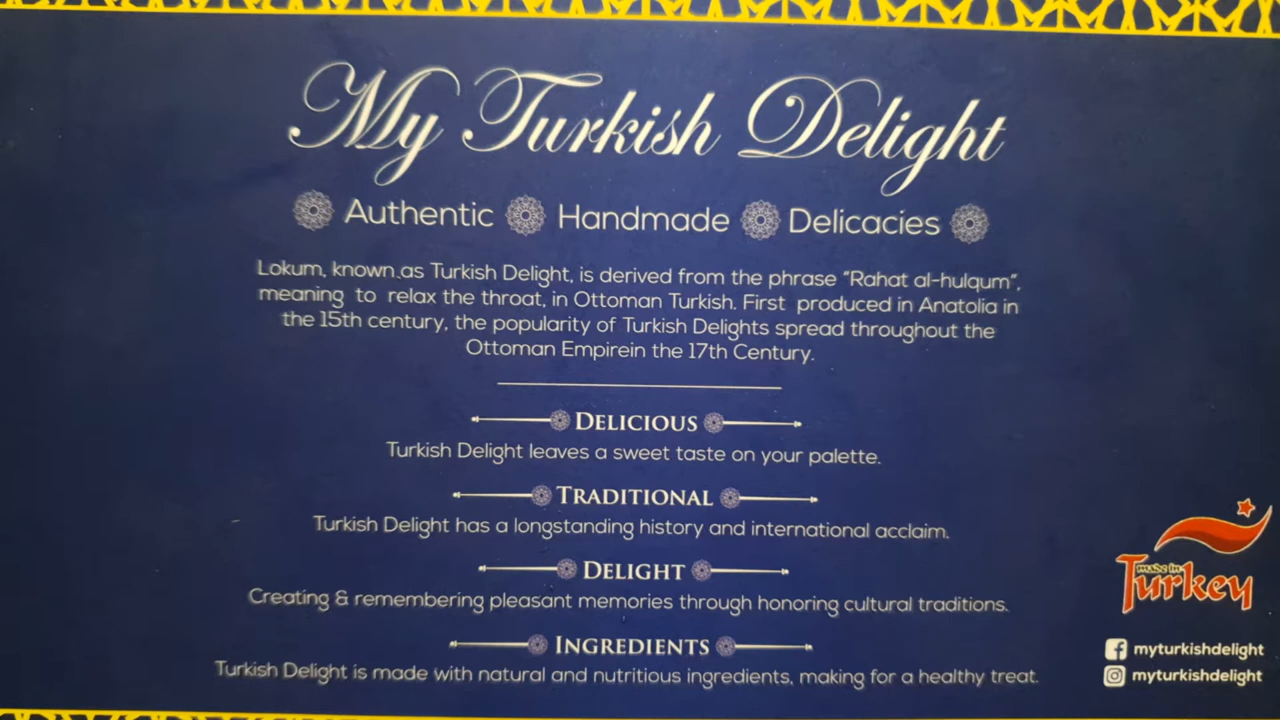 My Turkish Delight
Authentic Handmade Delicacies
Lokum, known as Turkish Delight, is derived from the phrase "Rahat al-hulqum",
meaning to relax the throat, in Ottoman Turkish. First produced in Anatolia in
the 15th century, the popularity of Turkish Delights spread throughout the
Ottoman Empirein the 17th Century.
DELICIOUS
Turkish Delight leaves a sweet taste on your palette.
TRADITIONAL
Turkish Delight has a longstanding history and international acclaim.
DELIGHT
Creating & remembering pleasant memories through honoring cultural traditions.
INGREDIENTS
Turkish Delight is made with natural and nutritious ingredients, making for a healthy treat.
made in
Turkey
myturkishdelight
myturkishdelight